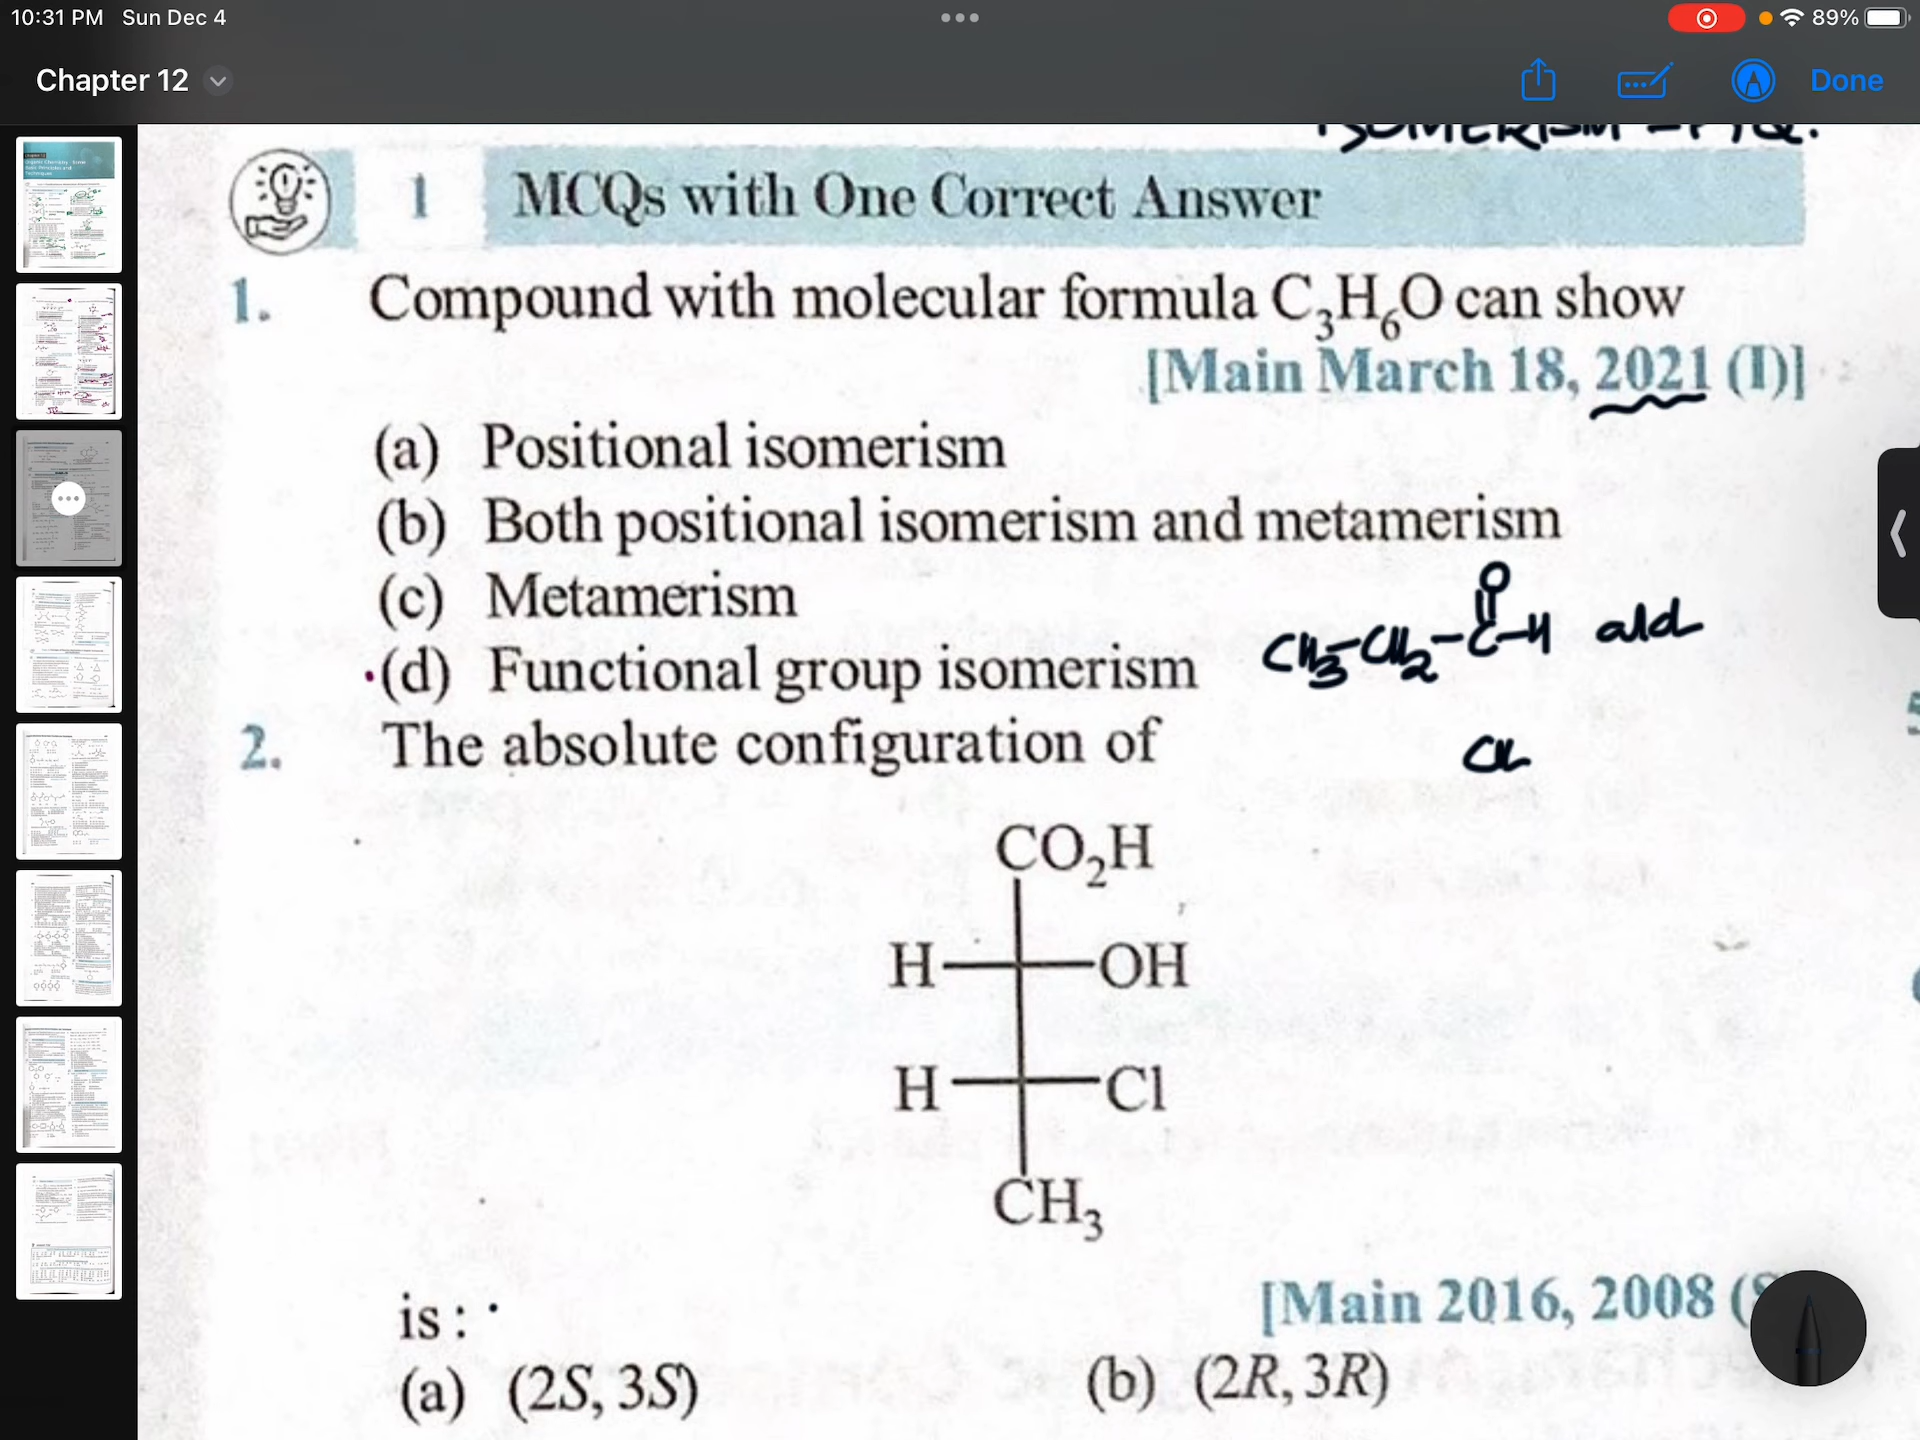 10:31 PM Sun Dec 4
89%
Chapter 12
Done
1 MCQs with One Correct Answer
1. Compound with molecular formula C₃H₆O can show
[Main March 18, 2021 (I)]
(a) Positional isomerism
(b) Both positional isomerism and metamerism
(c) Metamerism
(d) Functional group isomerism
CH₃-CH₂-C-H ald
O
2. The absolute configuration of
CH
CO₂H
H OH
H Cl
CH₃
is :
[Main 2016, 2008 (S
(a) (2S, 3S) (b) (2R, 3R)